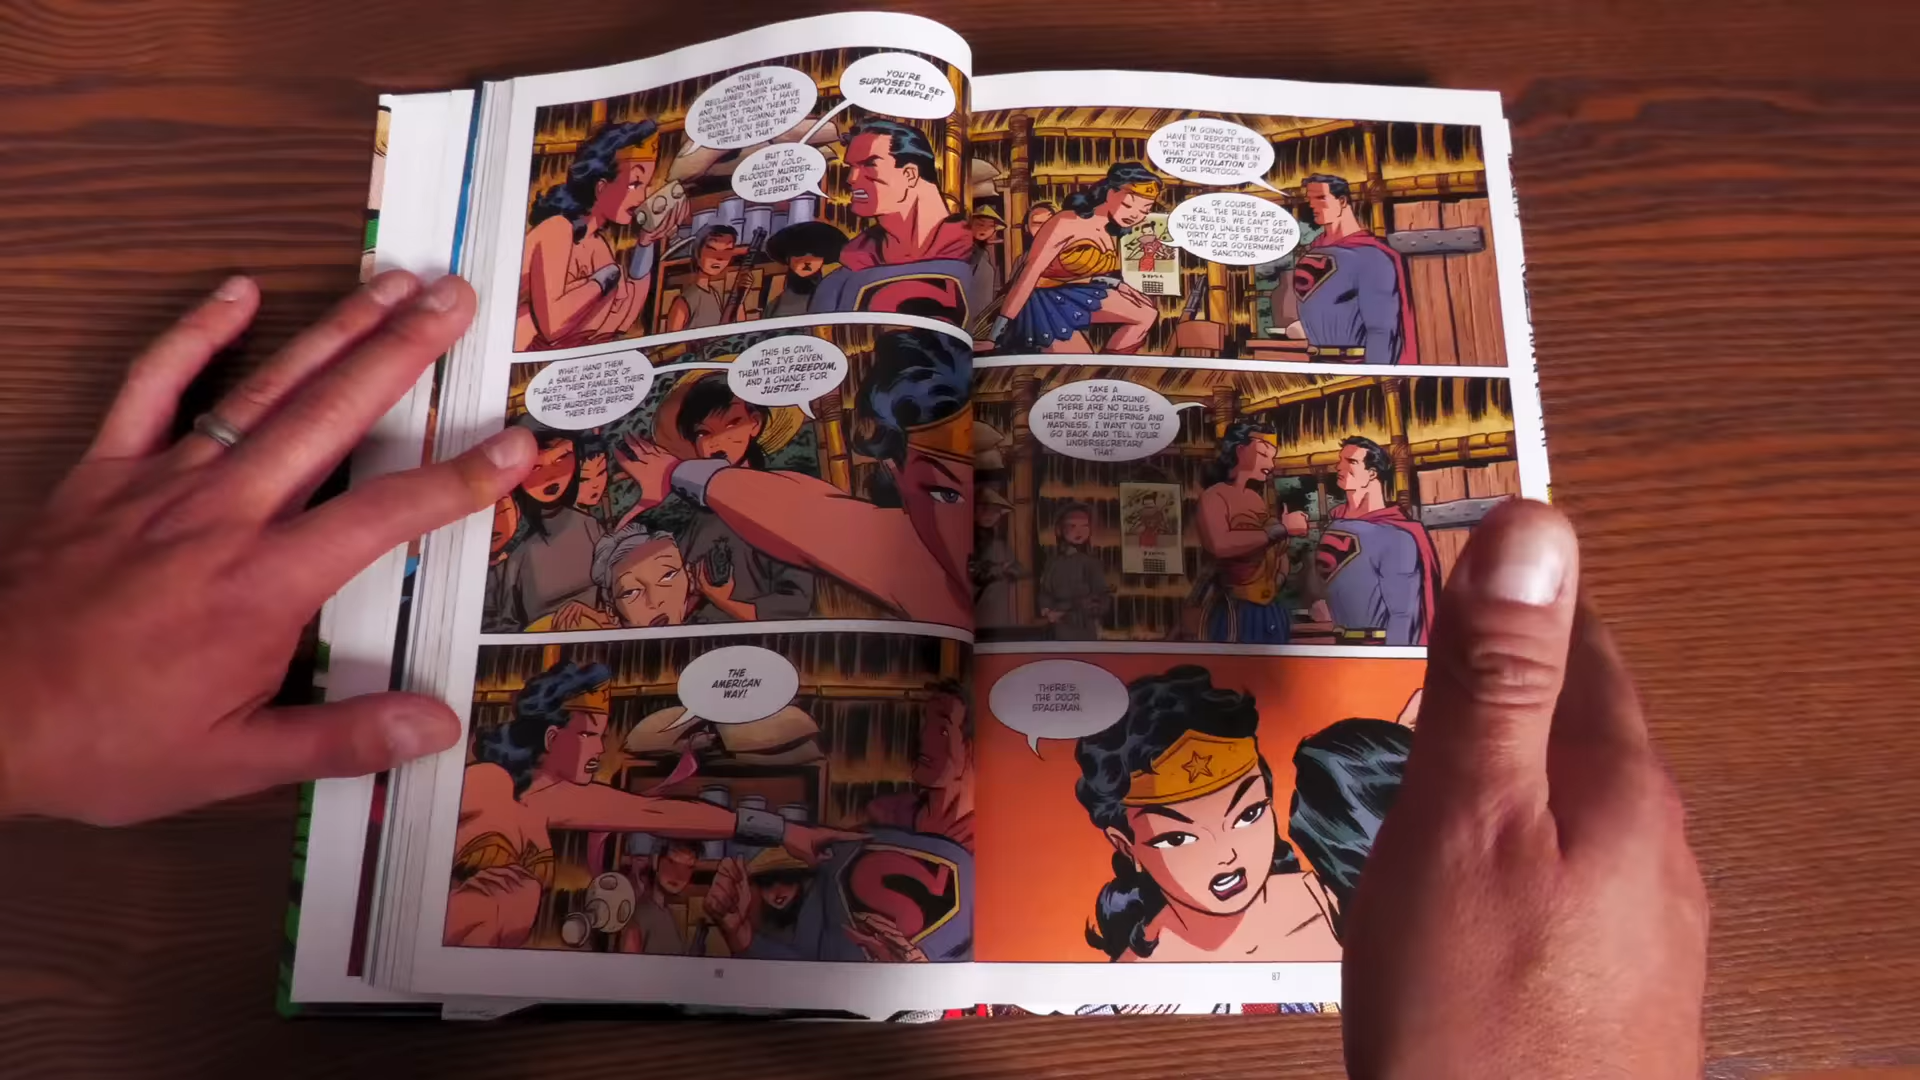 THESE
WOMEN HAVE
RECLAIMED THEIR HOME
AND THEIR DIGNITY. I HAVE
CHOSEN TO TRAIN THEM TO
SURVIVE THE COMING WAR.
SURELY YOU SEE THE
VIRTUE IN THAT.
YOU'RE
SUPPOSED TO SET
AN EXAMPLE!
BUT TO
ALLOW COLD-
BLOODED MURDER...
AND THEN TO
CELEBRATE.
WHAT, HAND THEM
A SMILE AND A BOX OF
FLAGS? THEIR FAMILIES, THEIR
MATES... THEIR CHILDREN
WERE MURDERED BEFORE
THEIR EYES.
THIS IS CIVIL
WAR. I'VE GIVEN
THEM THEIR FREEDOM,
AND A CHANCE FOR
JUSTICE...
THE
AMERICAN
WAY!
I'M GOING TO
HAVE TO REPORT THIS
TO THE UNDERSECRETARY.
WHAT YOU'VE DONE IS IN
STRICT VIOLATION OF
OUR PROTOCOL.
OF COURSE
KAL. THE RULES ARE
THE RULES. WE CAN'T GET
INVOLVED, UNLESS IT'S SOME
DIRTY ACT OF SABOTAGE
THAT OUR GOVERNMENT
SANCTIONS.
TAKE A
GOOD LOOK AROUND.
THERE ARE NO RULES
HERE, JUST SUFFERING AND
MADNESS. I WANT YOU TO
GO BACK AND TELL YOUR
UNDERSECRETARY
THAT.
THERE'S
THE DOOR
SPACEMAN.
87